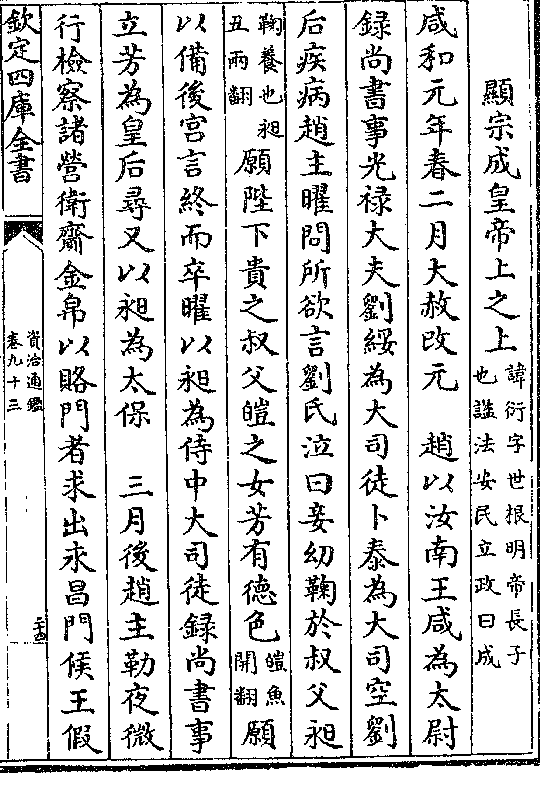 顯宗成皇帝上之上諱衍字世根明帝長子也諡法安民立政曰成
咸和元年春二月大赦改元　趙以汝南王咸為太尉
録尚書事光禄大夫劉綏為大司徒卜泰為大司空劉
后疾病趙主曜問所欲言劉氏泣曰妾幼鞠於叔父昶
鞠養也昶丑兩翻願陛下貴之叔父皚之女芳有德色皚魚開翻願
以備後宮言終而卒曜以昶為侍中大司徒録尚書事
立芳為皇后尋又以昶為太保　三月後趙主勒夜微
行檢察諸營衛齎金帛以賂門者求出永昌門候王假
欽定四庫全書
資治通鑑
卷九十三
二十四